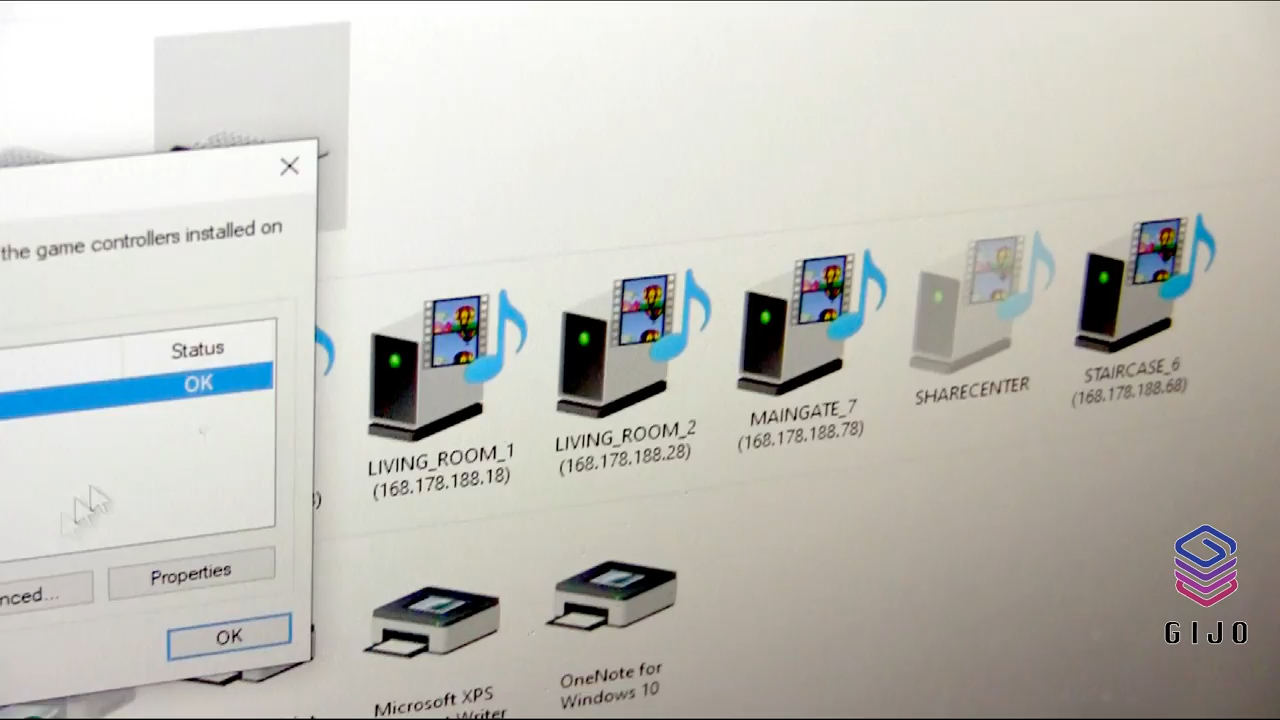 the game controllers installed on
Status
OK
nced...
Properties
OK
LIVING_ROOM_1
(168.178.188.18)
LIVING_ROOM_2
(168.178.188.28)
MAINGATE_7
(168.178.188.78)
SHARECENTER
STAIRCASE_6
(168.178.188.68)
Microsoft XPS
Writer
OneNote for
Windows 10
GIJO